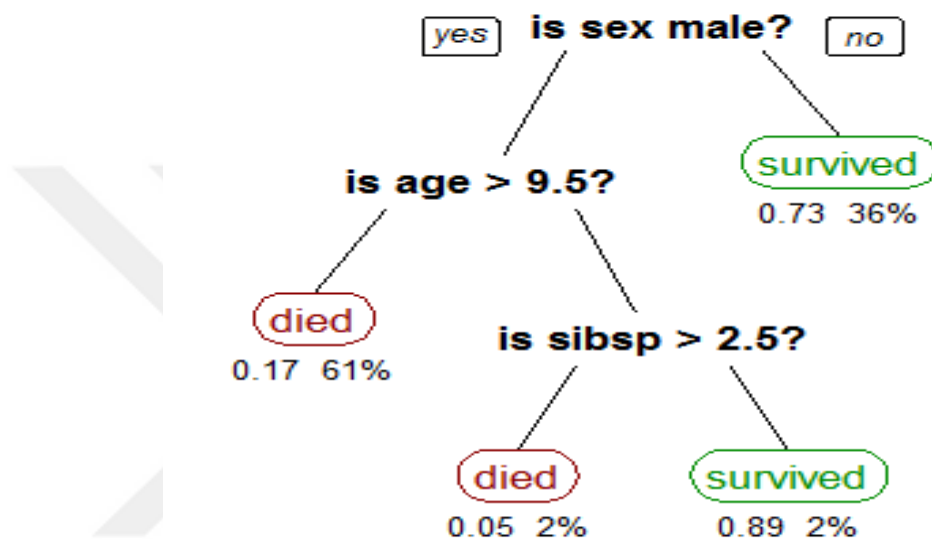 yes is sex male? no
is age > 9.5? survived
0.73 36%
died
is sibsp > 2.5?
0.17 61%
died survived
0.05 2% 0.89 2%